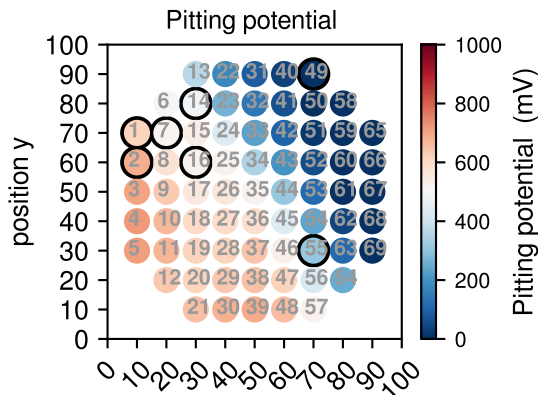 Pitting potential
100
90
80
70
60
50
40
30
20
10
0
position y
13 22 31 40 49
6 14 23 32 41 50 58
1 7 15 24 33 42 51 59 65
2 8 16 25 34 43 52 60 66
3 9 17 26 35 44 53 61 67
4 10 18 27 36 45 54 62 68
5 11 19 28 37 46 55 63 69
12 20 29 38 47 56 64
21 30 39 48 57
0 10 20 30 40 50 60 70 80 90 100
1000
800
600
400
200
0
Pitting potential (mV)